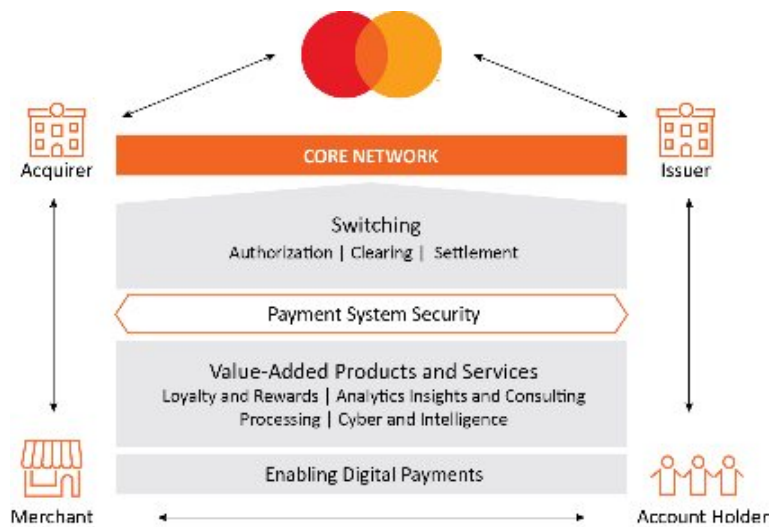 CORE NETWORK
Acquirer
Issuer
Switching
Authorization | Clearing | Settlement
Payment System Security
Value-Added Products and Services
Loyalty and Rewards | Analytics Insights and Consulting
Processing | Cyber and Intelligence
Enabling Digital Payments
Merchant
Account Holder